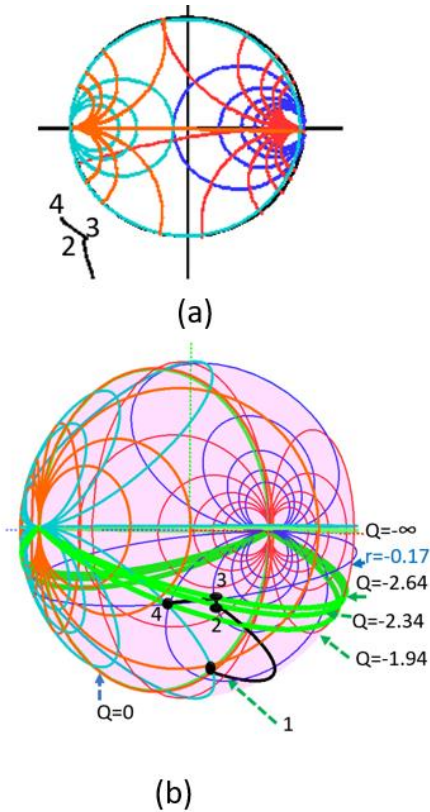 4
3
2
(a)
Q=-∞
r=-0.17
Q=-2.64
3
4
2
Q=-2.34
Q=-1.94
Q=0
1
(b)